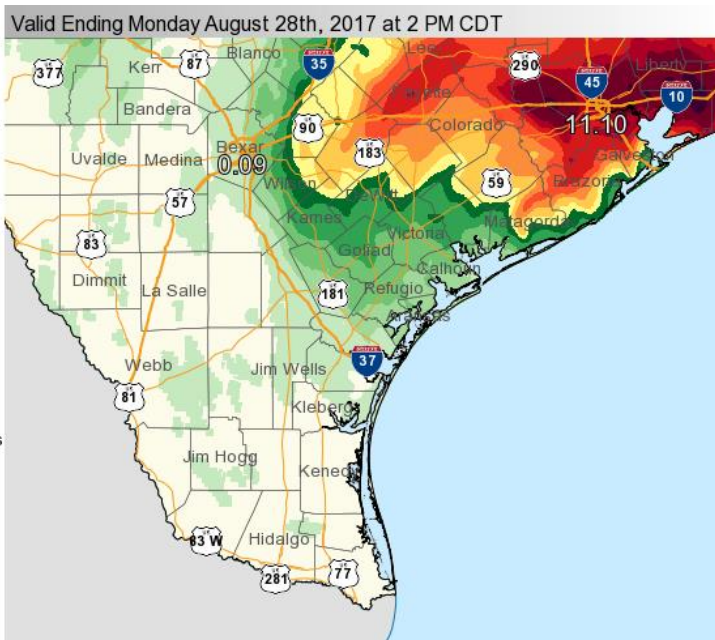 Valid Ending Monday August 28th, 2017 at 2 PM CDT
Blanco
Lee
Kerr
87
35
290
Liberty
377
45
10
Bandera
Fayette
90
Colorado
11.10
Bexar
0.09
183
Galveston
Uvalde
Medina
59
Brazoria
57
Wilson
DeWitt
Karnes
Matagorda
83
Victoria
Goliad
Dimmit
Calhoun
La Salle
181
Refugio
Aransas
37
Webb
Jim Wells
81
Kleberg
s
Jim Hogg
Kenedy
83 W
Hidalgo
281
77